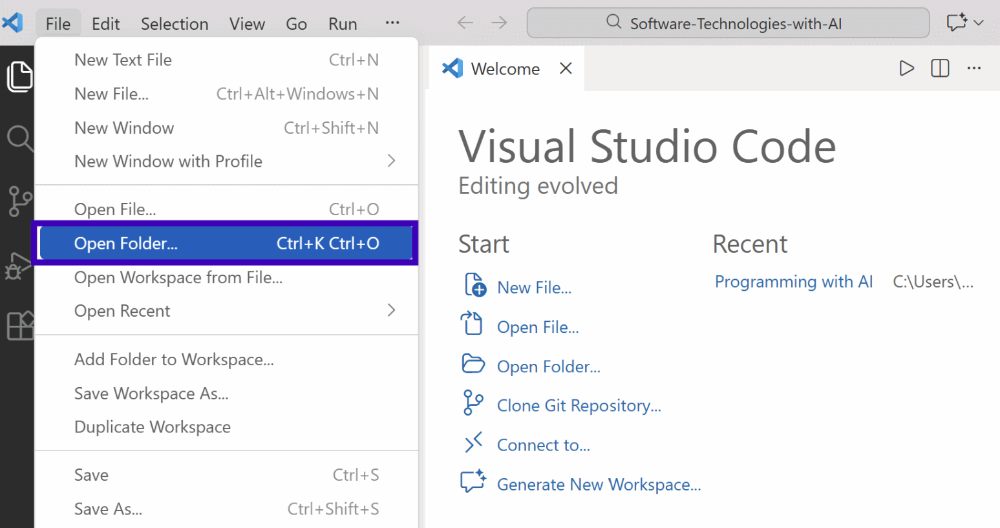 File Edit Selection View Go Run ···
Software-Technologies-with-AI
New Text File Ctrl+N
New File... Ctrl+Alt+Windows+N
New Window Ctrl+Shift+N
New Window with Profile
Open File... Ctrl+O
Open Folder... Ctrl+K Ctrl+O
Open Workspace from File...
Open Recent
Add Folder to Workspace...
Save Workspace As...
Duplicate Workspace
Save Ctrl+S
Save As... Ctrl+Shift+S
Welcome
Visual Studio Code
Editing evolved
Start
New File...
Open File...
Open Folder...
Clone Git Repository...
Connect to...
Generate New Workspace...
Recent
Programming with AI C:\Users\...